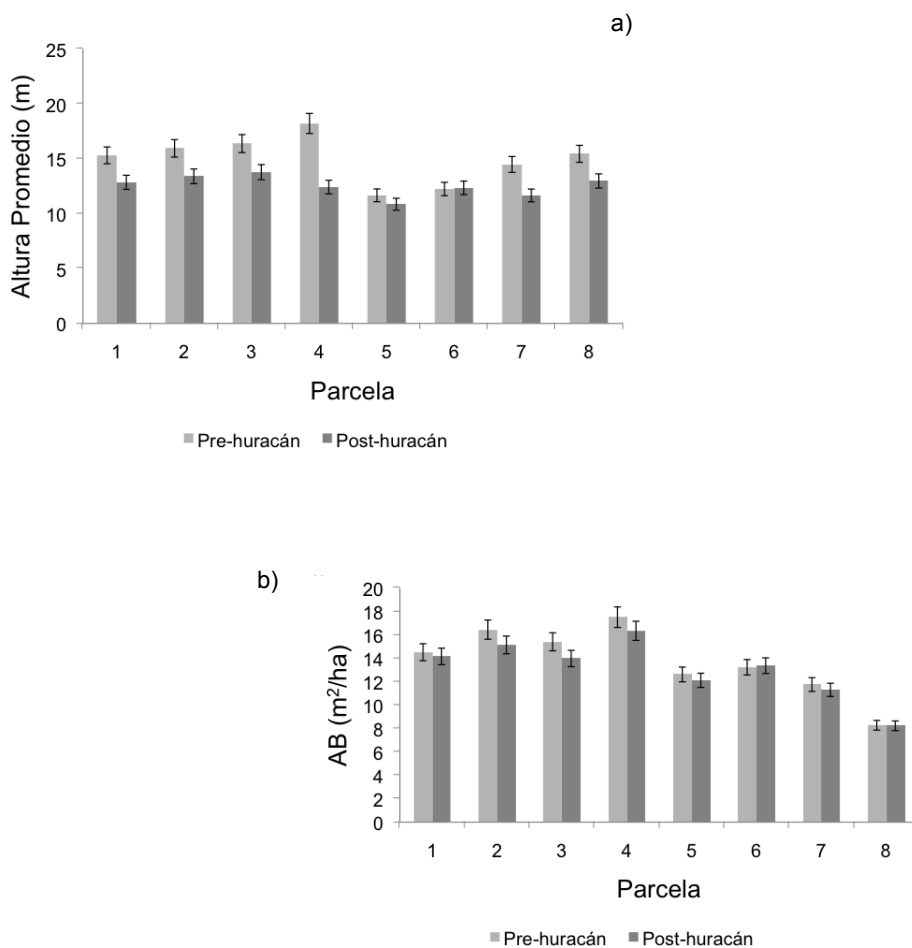 a)
25
20
15
10
5
0
Altura Promedio (m)
1 2 3 4 5 6 7 8
Parcela
Pre-huracán Post-huracán
b)
20
18
16
14
12
10
8
6
4
2
0
AB (m²/ha)
1 2 3 4 5 6 7 8
Parcela
Pre-huracán Post-huracán